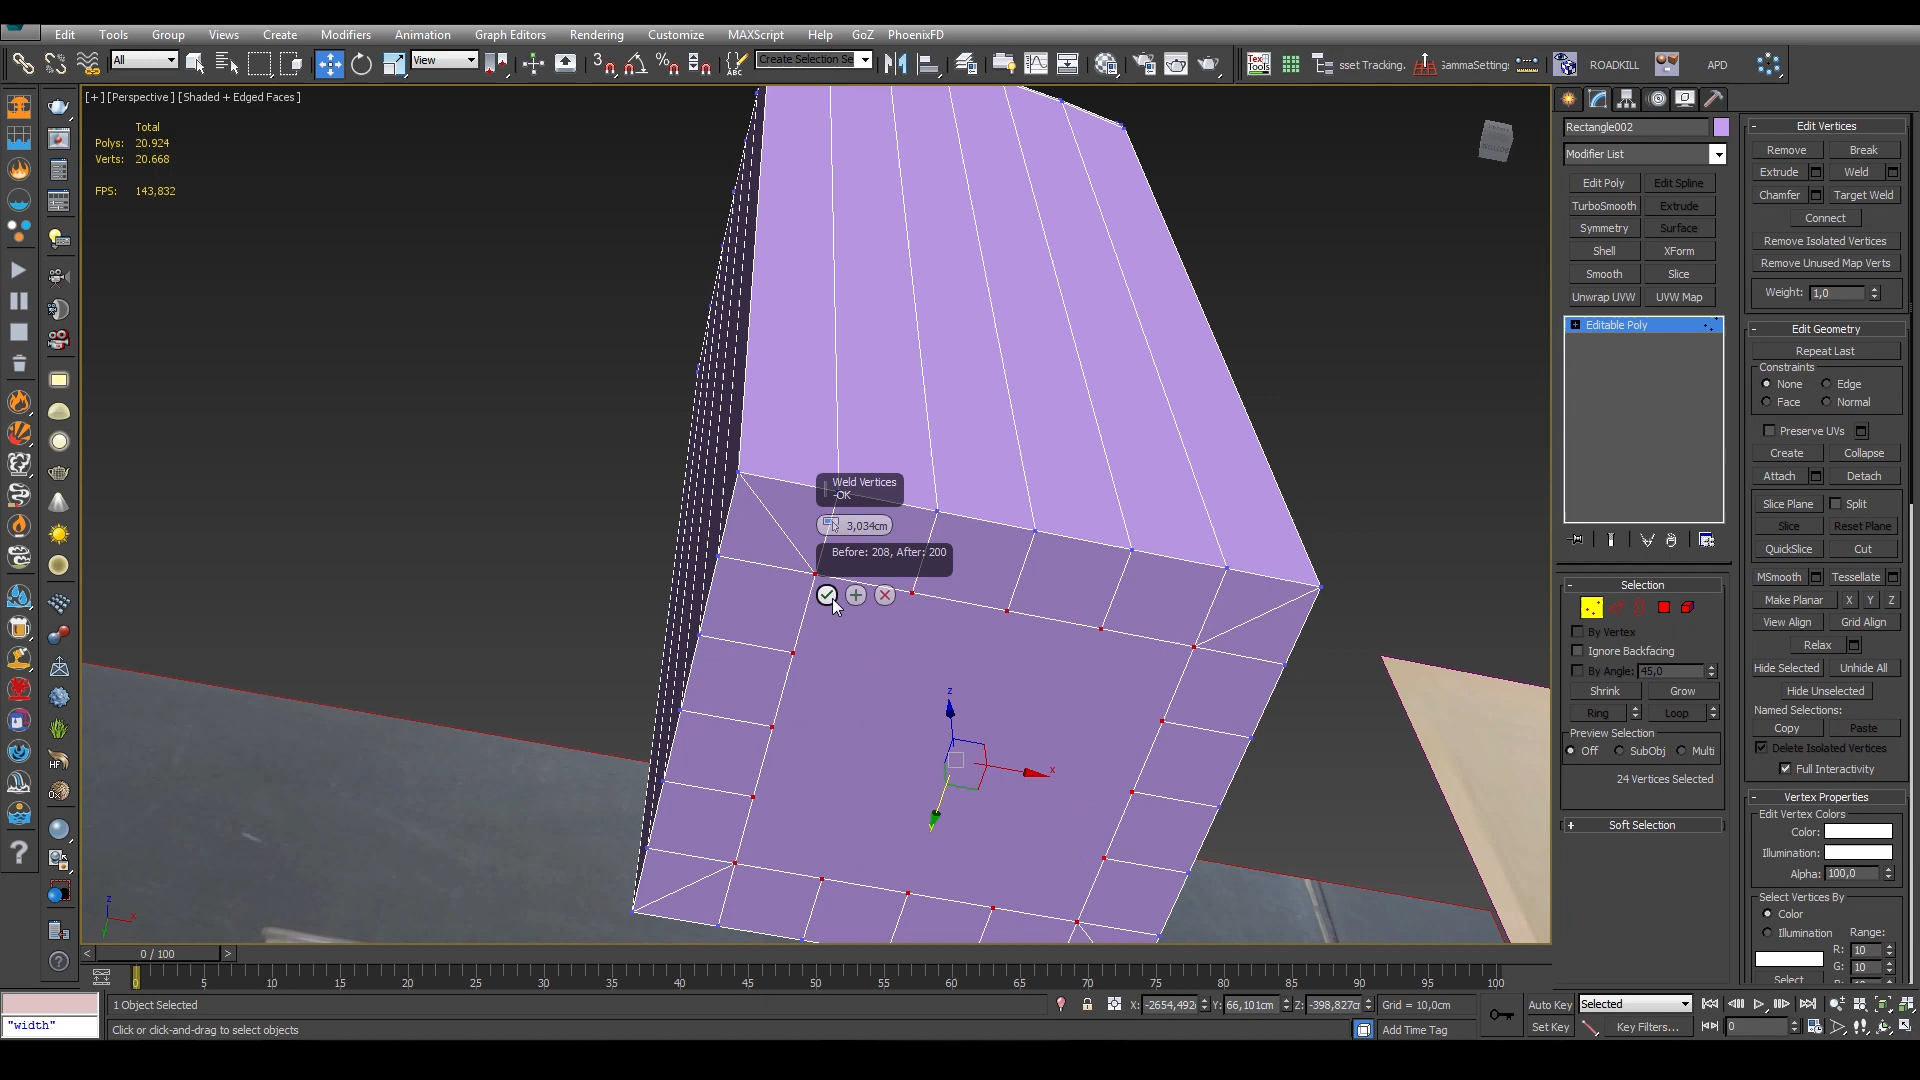 Edit Tools Group Views Create Modifiers Animation Graph Editors Rendering Customize MAXScript Help GoZ PhoenixFD
All View 3 Create Selection Se Tex Tools sset Tracking. GammaSetting: ROADKILL APD
[+] [Perspective] [Shaded + Edged Faces]
Total
Polys: 20.924
Verts: 20.668
FPS: 143,832
Weld Vertices
-OK
3,034cm
Before: 208, After: 200
z
x
y
Rectangle002
Modifier List
Edit Poly Edit Spline
TurboSmooth Extrude
Symmetry Surface
Shell XForm
Smooth Slice
Unwrap UVW UVW Map
Editable Poly
- Selection
By Vertex
Ignore Backfacing
By Angle: 45,0
Shrink Grow
Ring Loop
Preview Selection
Off SubObj Multi
24 Vertices Selected
+ Soft Selection
- Edit Vertices
Remove Break
Extrude Weld
Chamfer Target Weld
Connect
Remove Isolated Vertices
Remove Unused Map Verts
Weight: 1,0
- Edit Geometry
Repeat Last
Constraints
None Edge
Face Normal
Preserve UVs
Create Collapse
Attach Detach
Slice Plane Split
Slice Reset Plane
QuickSlice Cut
MSmooth Tessellate
Make Planar X Y Z
View Align Grid Align
Relax
Hide Selected Unhide All
Hide Unselected
Named Selections:
Copy Paste
Delete Isolated Vertices
Full Interactivity
- Vertex Properties
Edit Vertex Colors
Color:
Illumination:
Alpha: 100,0
Select Vertices By
Color
Illumination Range:
R: 10
G: 10
Select
HF
z
x
y
< 0 / 100 >
0 5 10 15 20 25 30 35 40 45 50 55 60 65 70 75 80 85 90 95 100
1 Object Selected X: -2654,492 Y: 66,101cm Z: -398,827cr Grid = 10,0cm Auto Key Selected
"width" Click or click-and-drag to select objects Add Time Tag Set Key Key Filters... 0